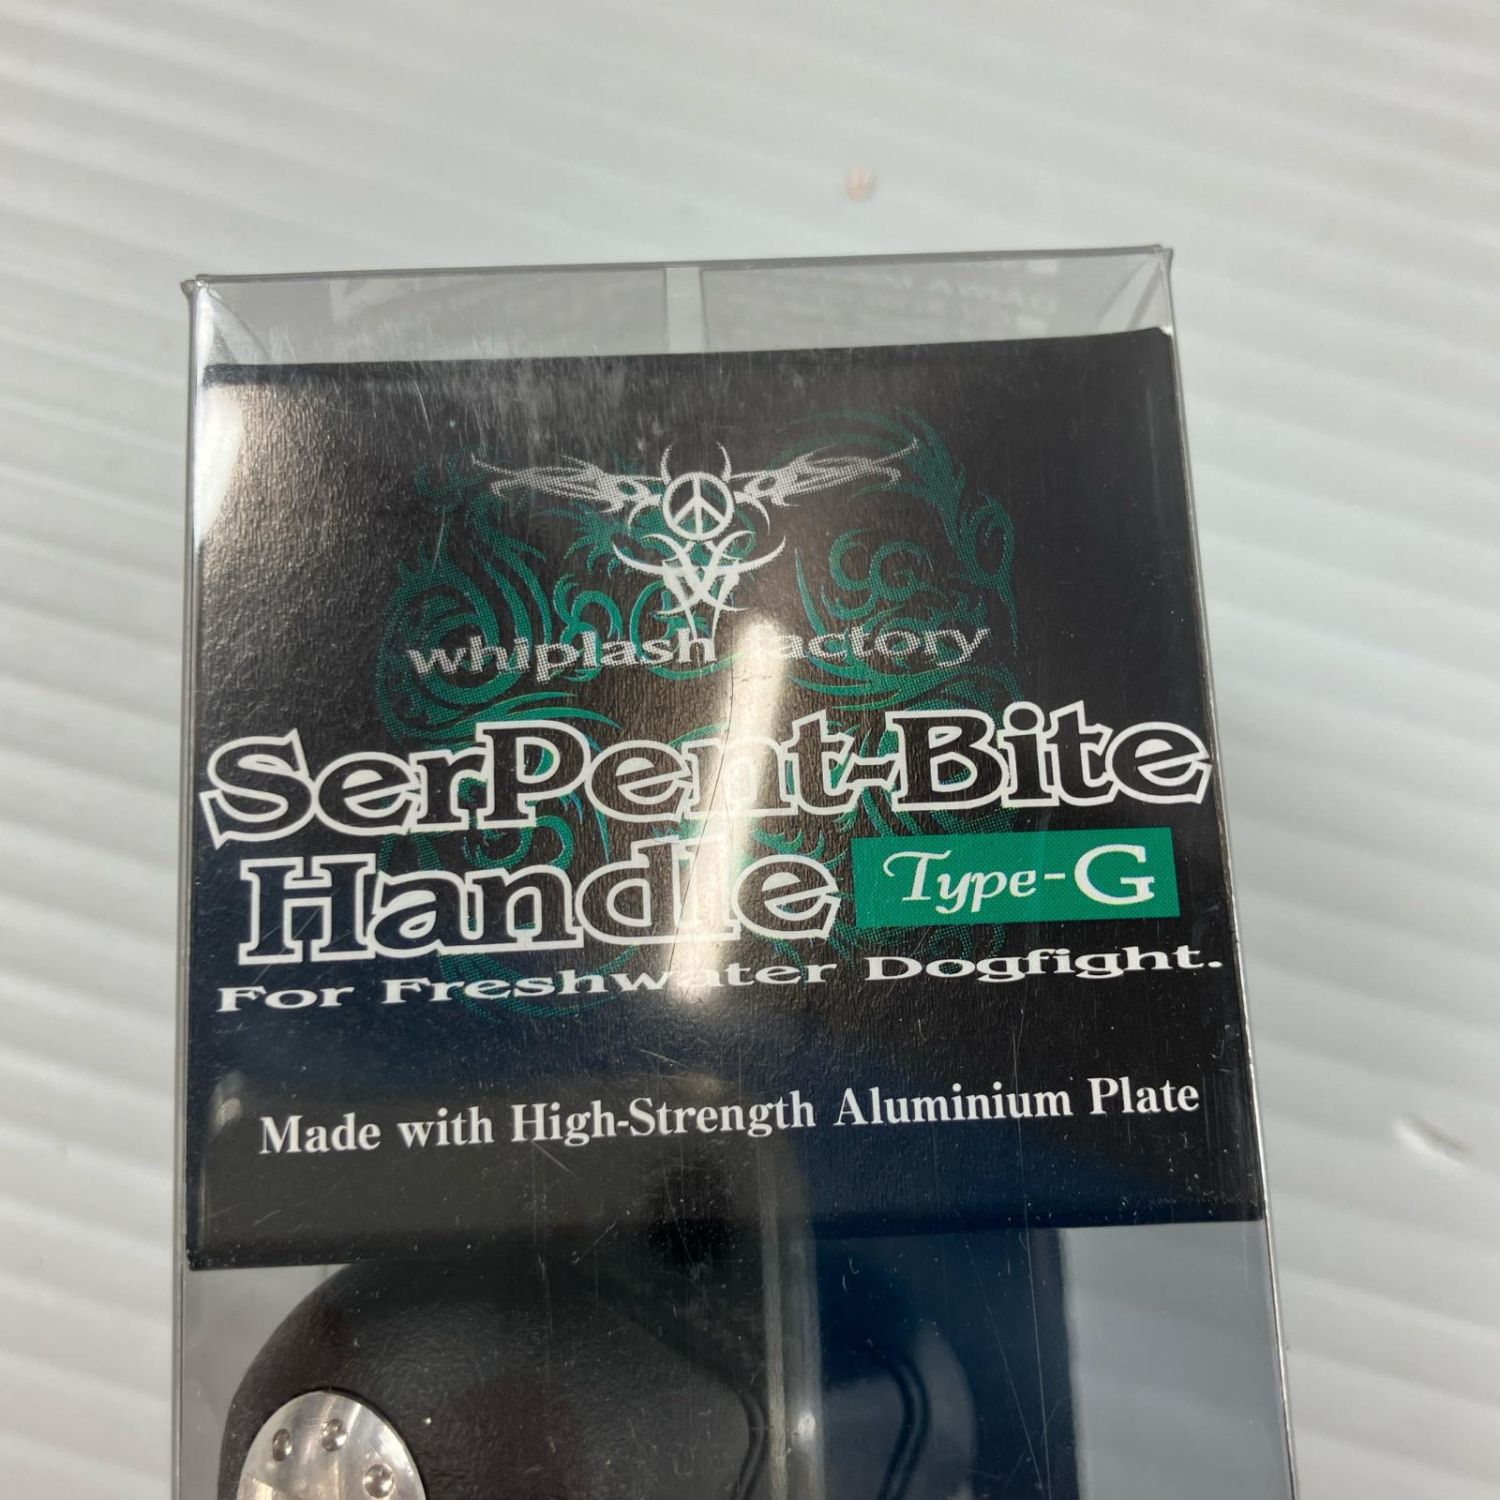 whiplash factory
SerPent-Bite
Handle Type-G
For Freshwater Dogfight.
Made with High-Strength Aluminium Plate